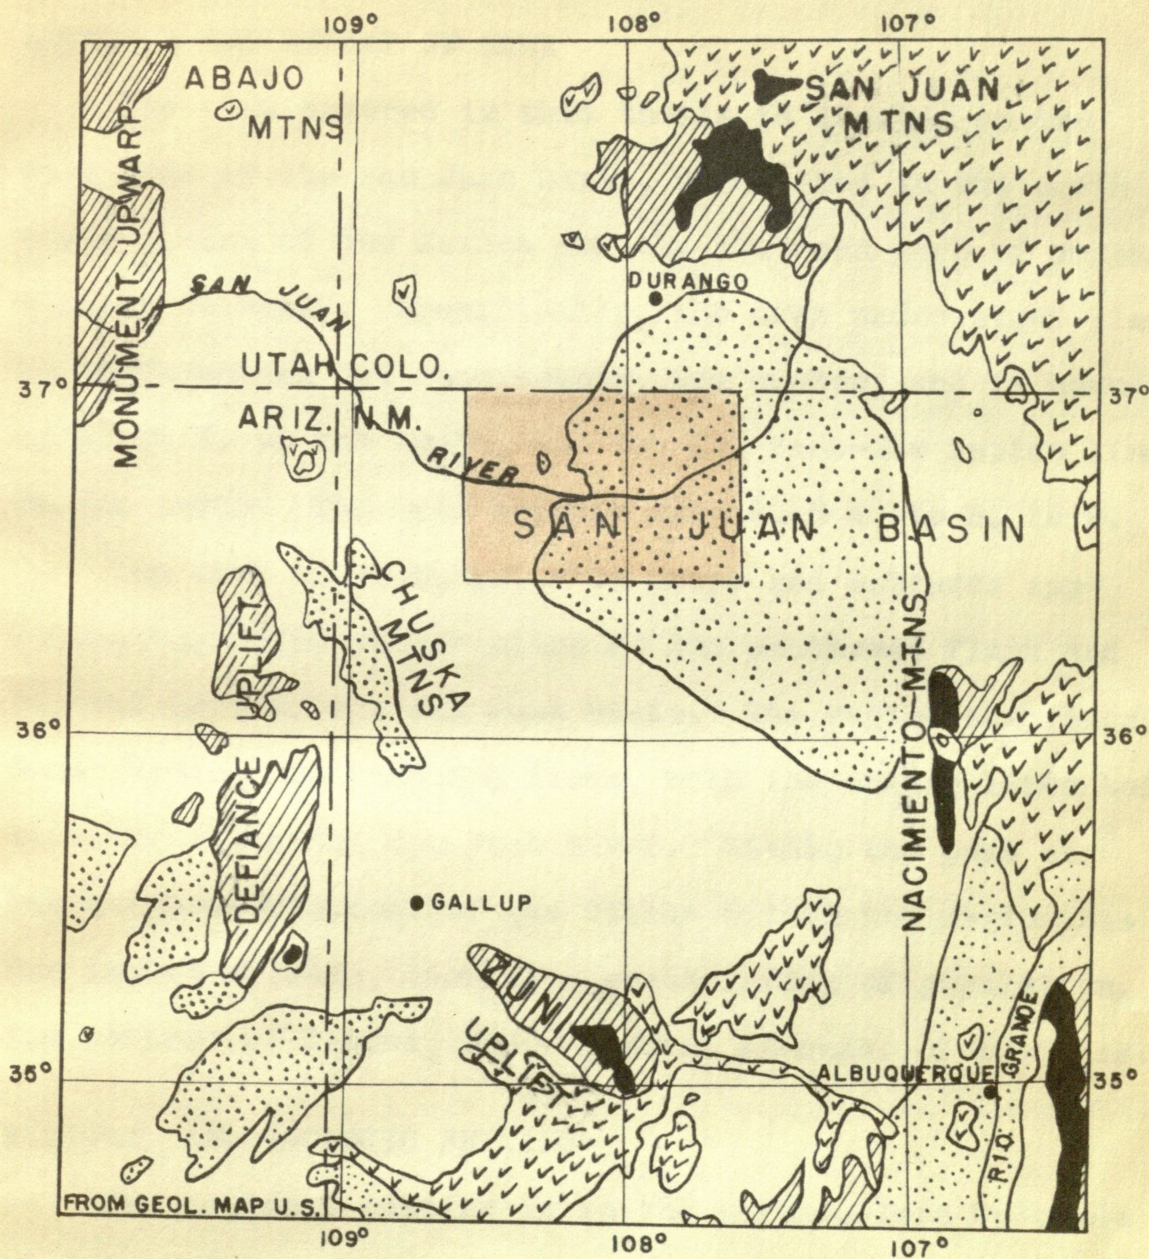 109° 108° 107°
ABAJO
MTNS
SAN JUAN
MTNS
MONUMENT UPWARP
SAN JUAN
DURANGO
UTAH COLO.
37° 37°
ARIZ. N.M.
RIVER
SAN JUAN BASIN
CHUSKA
MTNS
DEFIANCE UPLIFT
NACIMIENTO MTNS.
36° 36°
GALLUP
ZUNI
UPLIFT
RIO GRANDE
35° 35°
ALBUQUERQUE
FROM GEOL. MAP U.S.
109° 108° 107°